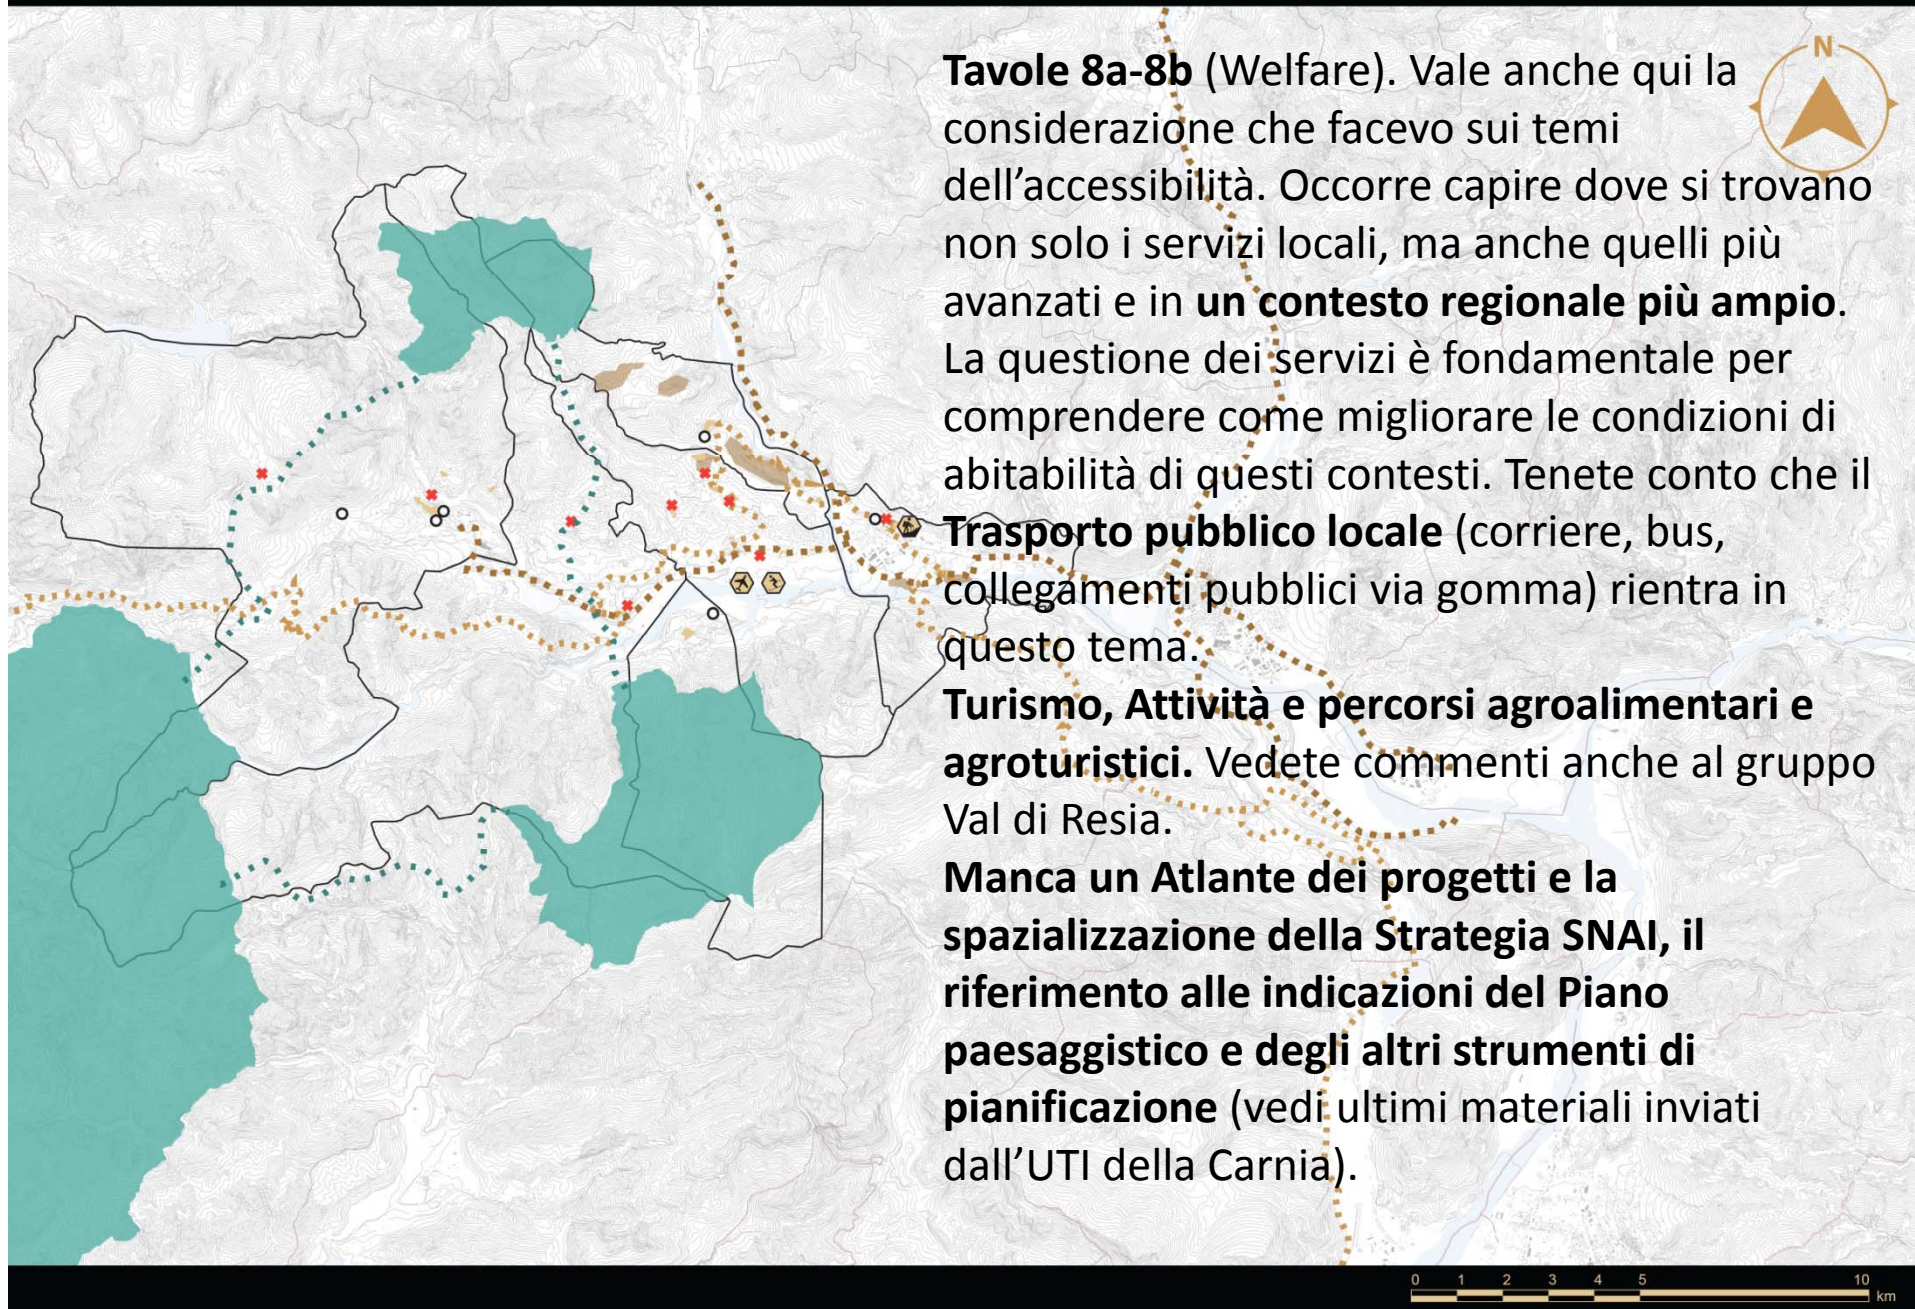 N
Tavole 8a-8b (Welfare). Vale anche qui la
considerazione che facevo sui temi
dell’accessibilità. Occorre capire dove si trovano
non solo i servizi locali, ma anche quelli più
avanzati e in un contesto regionale più ampio.
La questione dei servizi è fondamentale per
comprendere come migliorare le condizioni di
abitabilità di questi contesti. Tenete conto che il
Trasporto pubblico locale (corriere, bus,
collegamenti pubblici via gomma) rientra in
questo tema.
Turismo, Attività e percorsi agroalimentari e
agroturistici. Vedete commenti anche al gruppo
Val di Resia.
Manca un Atlante dei progetti e la
spazializzazione della Strategia SNAI, il
riferimento alle indicazioni del Piano
paesaggistico e degli altri strumenti di
pianificazione (vedi ultimi materiali inviati
dall’UTI della Carnia).
0 1 2 3 4 5 10
km